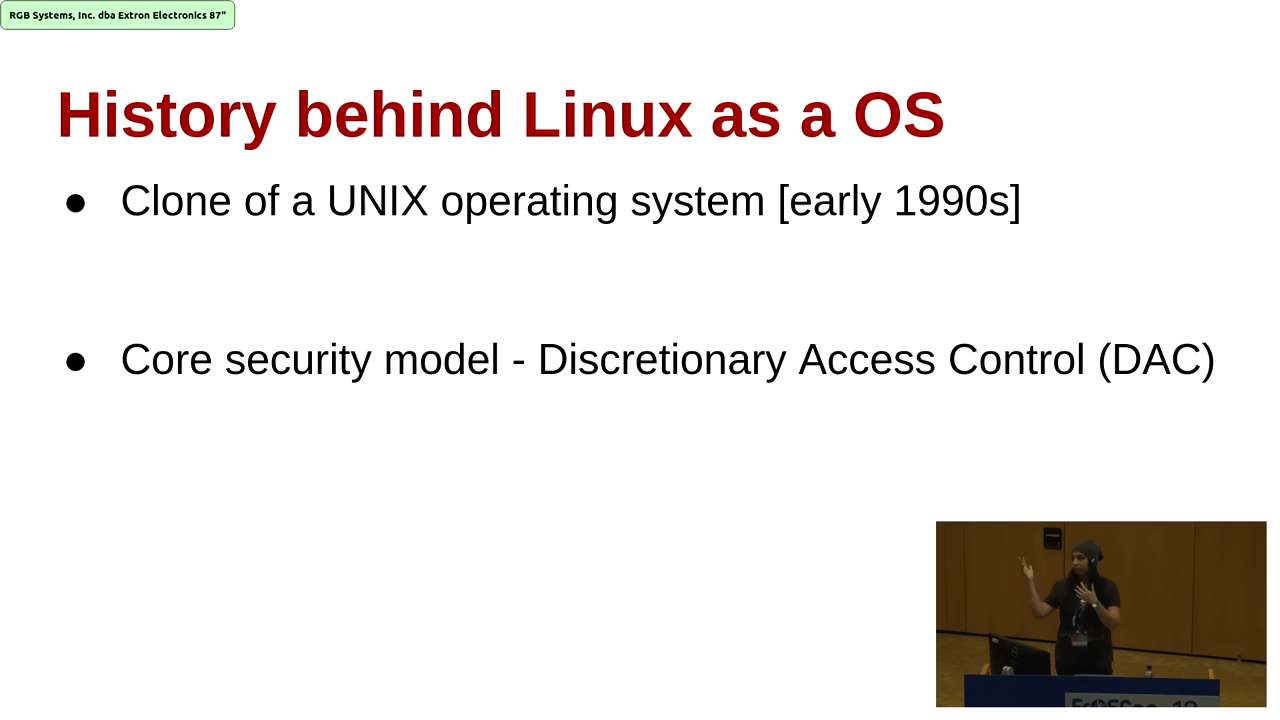 RGB Systems, Inc. dba Extron Electronics 87"
History behind Linux as a OS
● Clone of a UNIX operating system [early 1990s]
● Core security model - Discretionary Access Control (DAC)